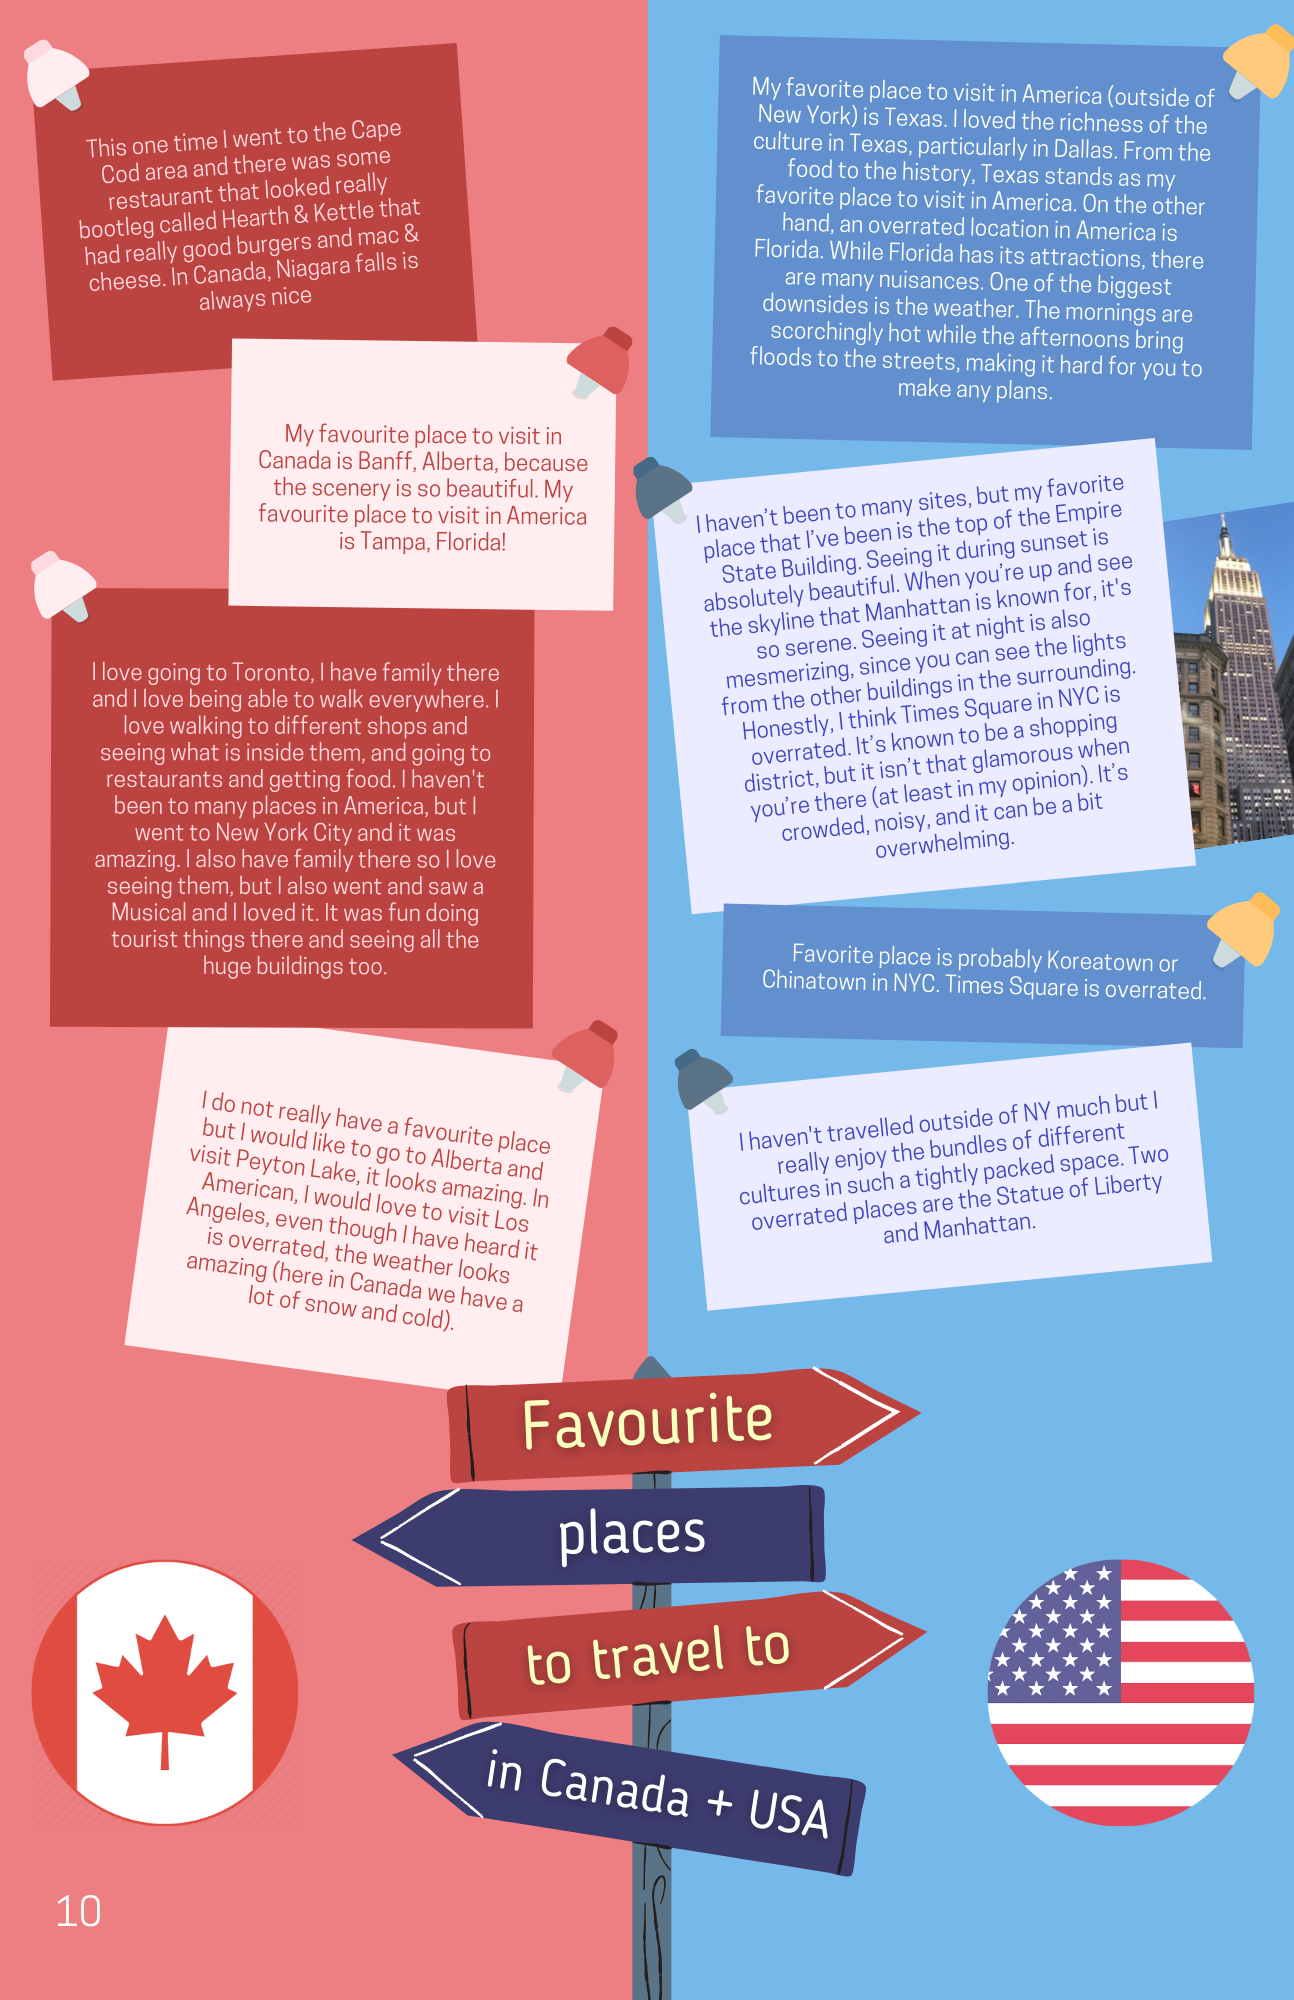 This one time I went to the Cape
Cod area and there was some
restaurant that looked really
bootleg called Hearth & Kettle that
had really good burgers and mac &
cheese. In Canada, Niagara falls is
always nice
My favourite place to visit in
Canada is Banff, Alberta, because
the scenery is so beautiful. My
favourite place to visit in America
is Tampa, Florida!
I love going to Toronto, I have family there
and I love being able to walk everywhere. I
love walking to different shops and
seeing what is inside them, and going to
restaurants and getting food. I haven't
been to many places in America, but I
went to New York City and it was
amazing. I also have family there so I love
seeing them, but I also went and saw a
Musical and I loved it. It was fun doing
tourist things there and seeing all the
huge buildings too.
I do not really have a favourite place
but I would like to go to Alberta and
visit Peyton Lake, it looks amazing. In
American, I would love to visit Los
Angeles, even though I have heard it
is overrated, the weather looks
amazing (here in Canada we have a
lot of snow and cold).
My favorite place to visit in America (outside of
New York) is Texas. I loved the richness of the
culture in Texas, particularly in Dallas. From the
food to the history, Texas stands as my
favorite place to visit in America. On the other
hand, an overrated location in America is
Florida. While Florida has its attractions, there
are many nuisances. One of the biggest
downsides is the weather. The mornings are
scorchingly hot while the afternoons bring
floods to the streets, making it hard for you to
make any plans.
I haven’t been to many sites, but my favorite
place that I’ve been is the top of the Empire
State Building. Seeing it during sunset is
absolutely beautiful. When you’re up and see
the skyline that Manhattan is known for, it's
so serene. Seeing it at night is also
mesmerizing, since you can see the lights
from the other buildings in the surrounding.
Honestly, I think Times Square in NYC is
overrated. It’s known to be a shopping
district, but it isn’t that glamorous when
you’re there (at least in my opinion). It’s
crowded, noisy, and it can be a bit
overwhelming.
Favorite place is probably Koreatown or
Chinatown in NYC. Times Square is overrated.
I haven't travelled outside of NY much but I
really enjoy the bundles of different
cultures in such a tightly packed space. Two
overrated places are the Statue of Liberty
and Manhattan.
Favourite
places
to travel to
in Canada + USA
10